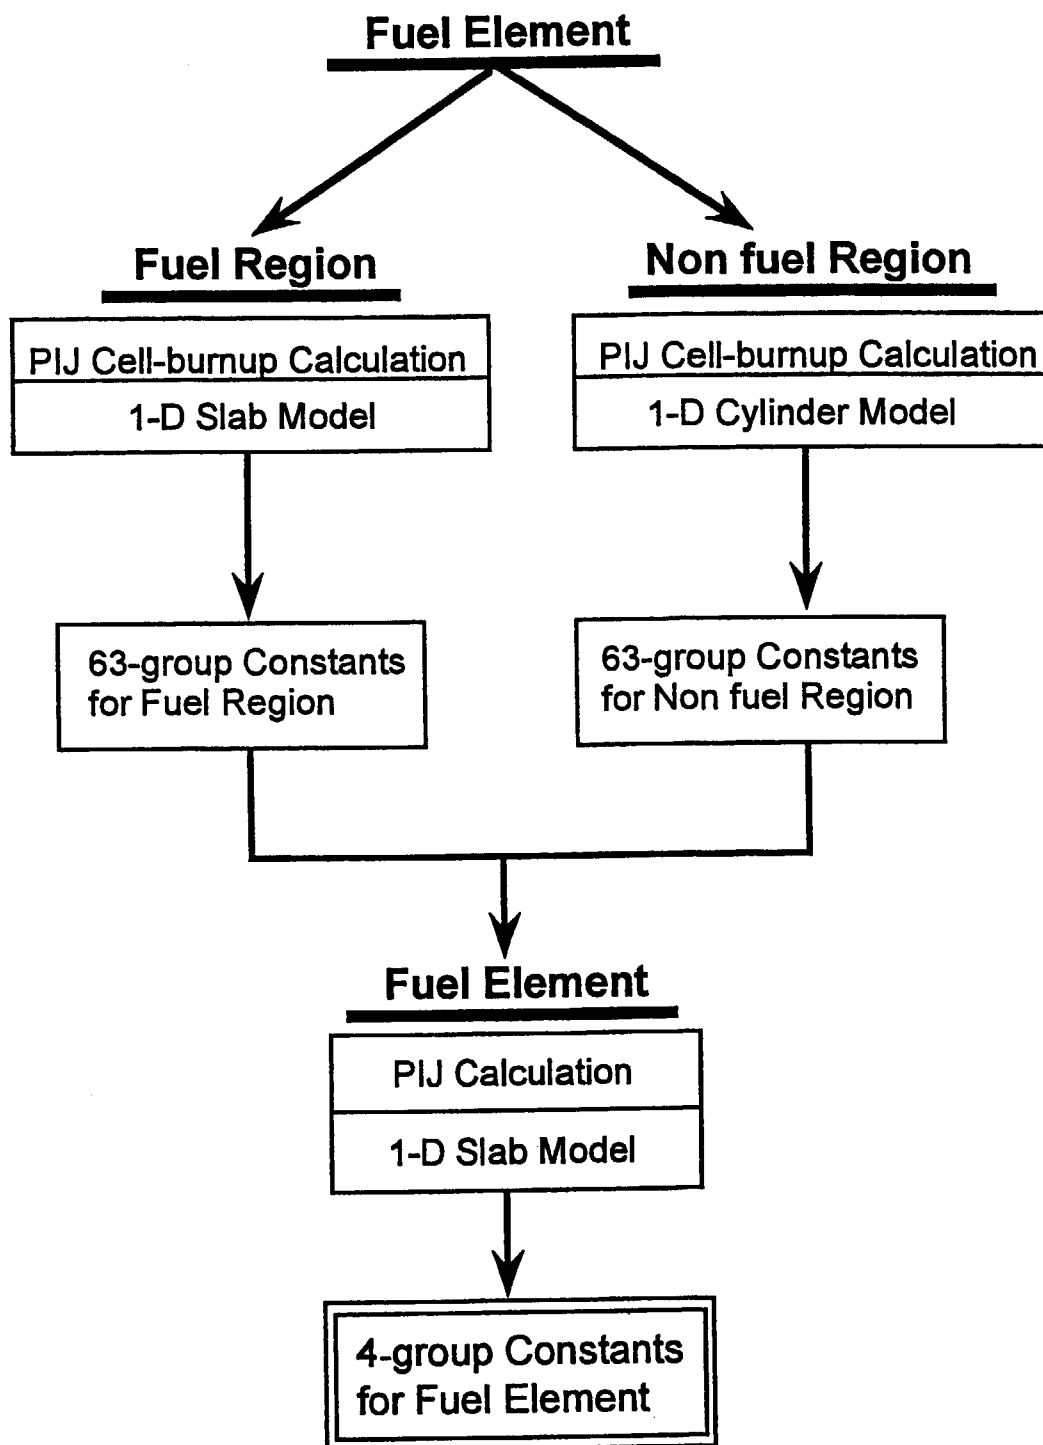 Fuel Element
Fuel Region
PIJ Cell-burnup Calculation
1-D Slab Model
Non fuel Region
PIJ Cell-burnup Calculation
1-D Cylinder Model
63-group Constants
for Fuel Region
63-group Constants
for Non fuel Region
Fuel Element
PIJ Calculation
1-D Slab Model
4-group Constants
for Fuel Element